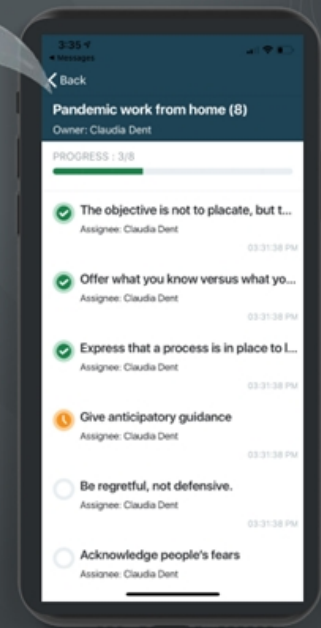 3:35
Messages
Back
Pandemic work from home (8)
Owner: Claudia Dent
PROGRESS : 3/8
The objective is not to placate, but t...
Assignee: Claudia Dent
03:31:38 PM
Offer what you know versus what yo...
Assignee: Claudia Dent
03:31:38 PM
Express that a process is in place to l...
Assignee: Claudia Dent
03:31:38 PM
Give anticipatory guidance
Assignee: Claudia Dent
03:31:38 PM
Be regretful, not defensive.
Assignee: Claudia Dent
03:31:38 PM
Acknowledge people's fears
Assignee: Claudia Dent